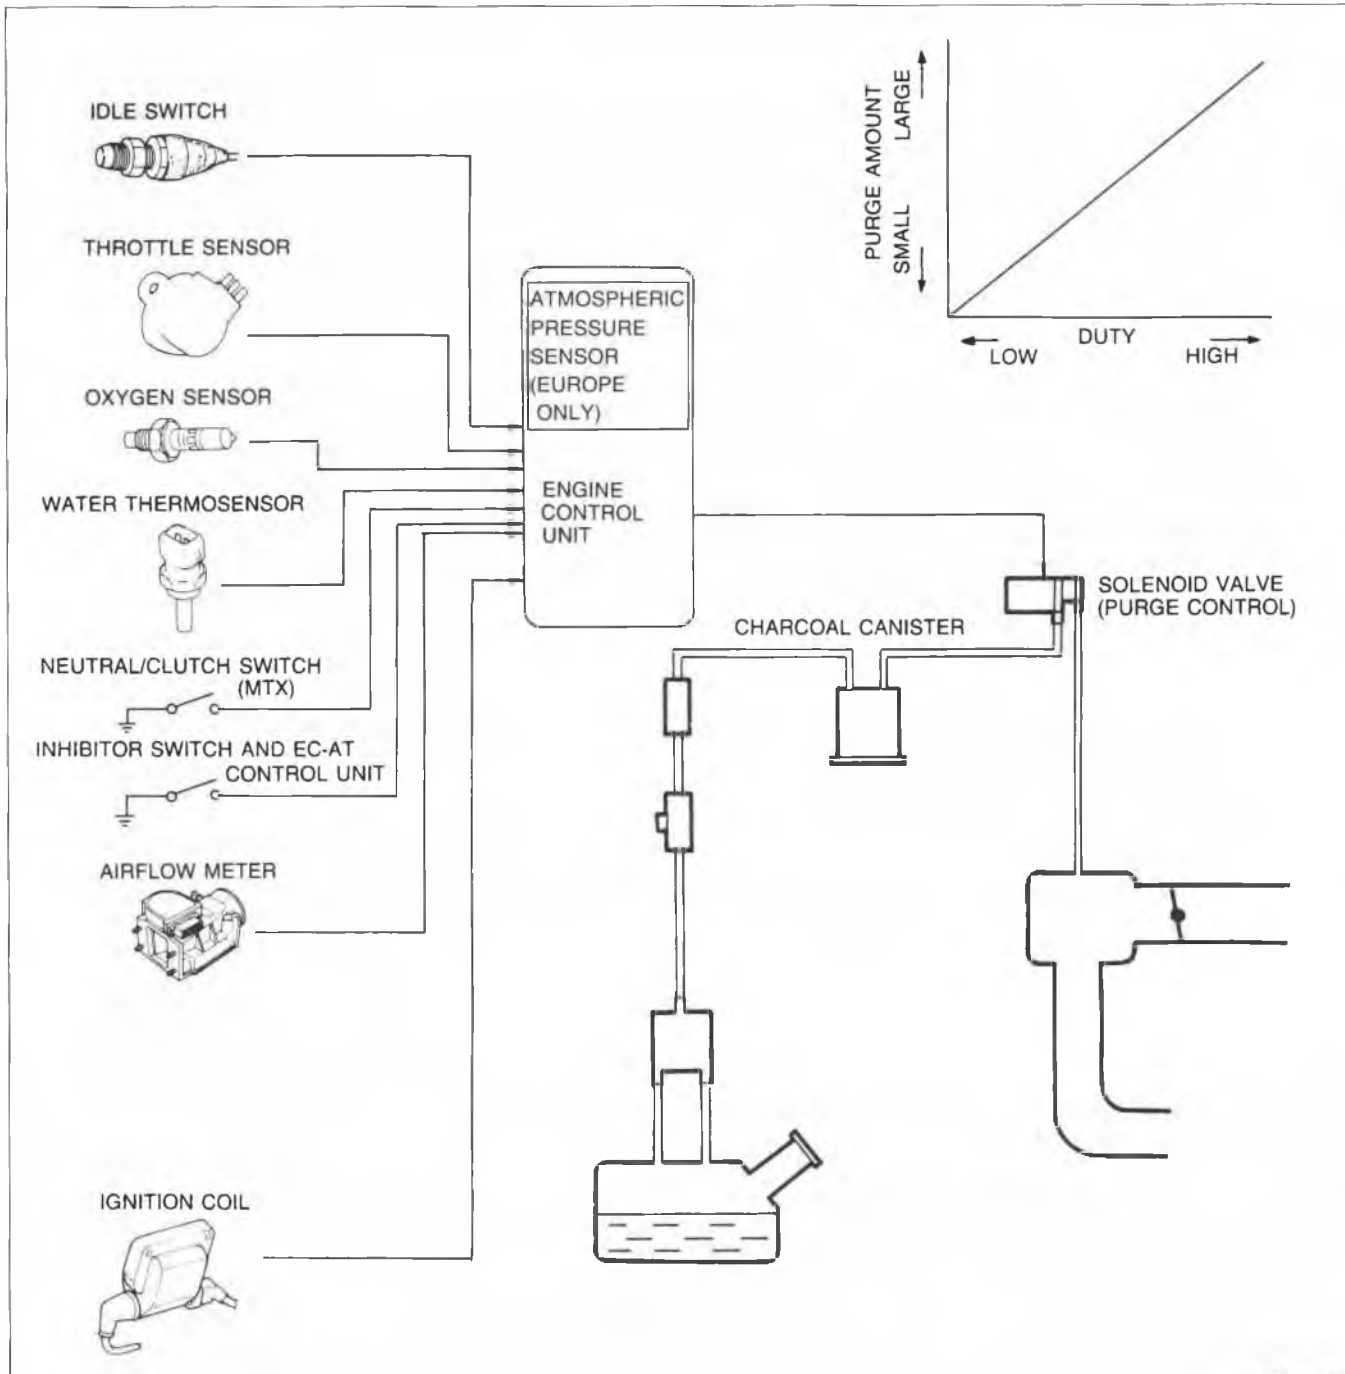 IDLE SWITCH
THROTTLE SENSOR
OXYGEN SENSOR
WATER THERMOSENSOR
NEUTRAL/CLUTCH SWITCH
(MTX)
INHIBITOR SWITCH AND EC-AT
CONTROL UNIT
AIRFLOW METER
IGNITION COIL
ATMOSPHERIC
PRESSURE
SENSOR
(EUROPE
ONLY)
ENGINE
CONTROL
UNIT
PURGE AMOUNT
SMALL LARGE
DUTY
LOW HIGH
SOLENOID VALVE
(PURGE CONTROL)
CHARCOAL CANISTER